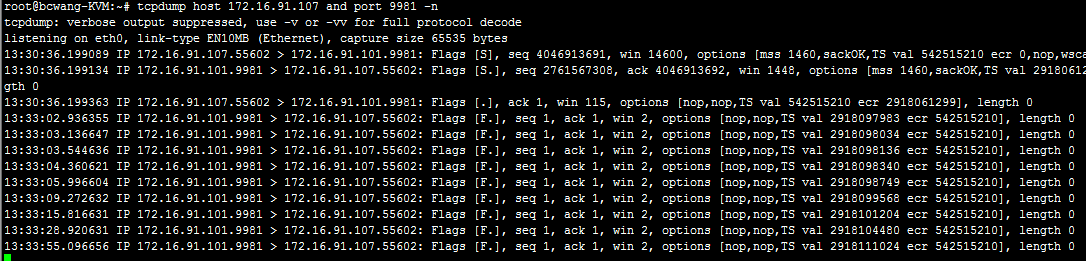 root@bcwang-KVM:~# tcpdump host 172.16.91.107 and port 9981 -n
tcpdump: verbose output suppressed, use -v or -vv for full protocol decode
listening on eth0, link-type EN10MB (Ethernet), capture size 65535 bytes
13:30:36.199089 IP 172.16.91.107.55602 > 172.16.91.101.9981: Flags [S], seq 4046913691, win 14600, options [mss 1460,sackOK,TS val 542515210 ecr 0,nop,wsca
13:30:36.199134 IP 172.16.91.101.9981 > 172.16.91.107.55602: Flags [S.], seq 2761567308, ack 4046913692, win 1448, options [mss 1460,sackOK,TS val 29180612
gth 0
13:30:36.199363 IP 172.16.91.107.55602 > 172.16.91.101.9981: Flags [.], ack 1, win 115, options [nop,nop,TS val 542515210 ecr 2918061299], length 0
13:33:02.936355 IP 172.16.91.101.9981 > 172.16.91.107.55602: Flags [F.], seq 1, ack 1, win 2, options [nop,nop,TS val 2918097983 ecr 542515210], length 0
13:33:03.136647 IP 172.16.91.101.9981 > 172.16.91.107.55602: Flags [F.], seq 1, ack 1, win 2, options [nop,nop,TS val 2918098034 ecr 542515210], length 0
13:33:03.544636 IP 172.16.91.101.9981 > 172.16.91.107.55602: Flags [F.], seq 1, ack 1, win 2, options [nop,nop,TS val 2918098136 ecr 542515210], length 0
13:33:04.360621 IP 172.16.91.101.9981 > 172.16.91.107.55602: Flags [F.], seq 1, ack 1, win 2, options [nop,nop,TS val 2918098340 ecr 542515210], length 0
13:33:05.996604 IP 172.16.91.101.9981 > 172.16.91.107.55602: Flags [F.], seq 1, ack 1, win 2, options [nop,nop,TS val 2918098749 ecr 542515210], length 0
13:33:09.272632 IP 172.16.91.101.9981 > 172.16.91.107.55602: Flags [F.], seq 1, ack 1, win 2, options [nop,nop,TS val 2918099568 ecr 542515210], length 0
13:33:15.816631 IP 172.16.91.101.9981 > 172.16.91.107.55602: Flags [F.], seq 1, ack 1, win 2, options [nop,nop,TS val 2918101204 ecr 542515210], length 0
13:33:28.920631 IP 172.16.91.101.9981 > 172.16.91.107.55602: Flags [F.], seq 1, ack 1, win 2, options [nop,nop,TS val 2918104480 ecr 542515210], length 0
13:33:55.096656 IP 172.16.91.101.9981 > 172.16.91.107.55602: Flags [F.], seq 1, ack 1, win 2, options [nop,nop,TS val 2918111024 ecr 542515210], length 0